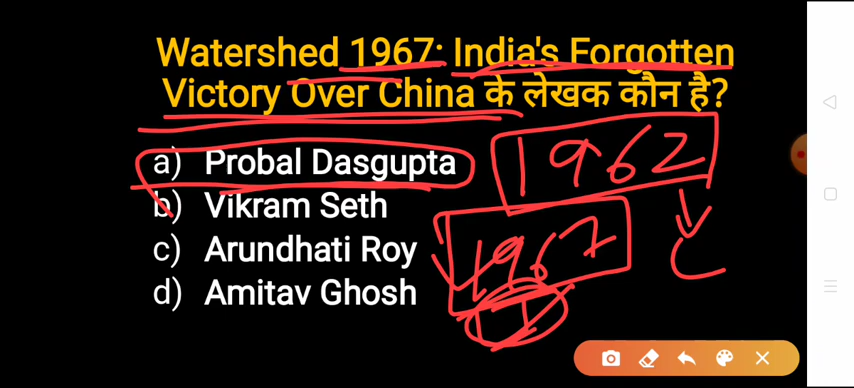 Watershed 1967: India's Forgotten
Victory Over China के लेखक कौन है?
a) Probal Dasgupta
1962
b) Vikram Seth
1967
c) Arundhati Roy
C
d) Amitav Ghosh